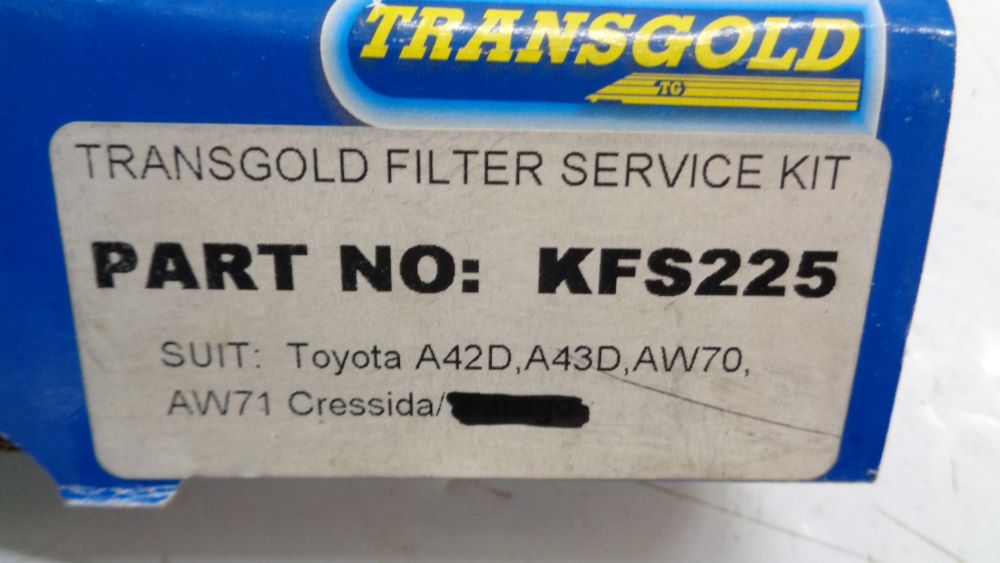 TRANSGOLD
TG
TRANSGOLD FILTER SERVICE KIT
PART NO: KFS225
SUIT: Toyota A42D,A43D,AW70,
AW71 Cressida/